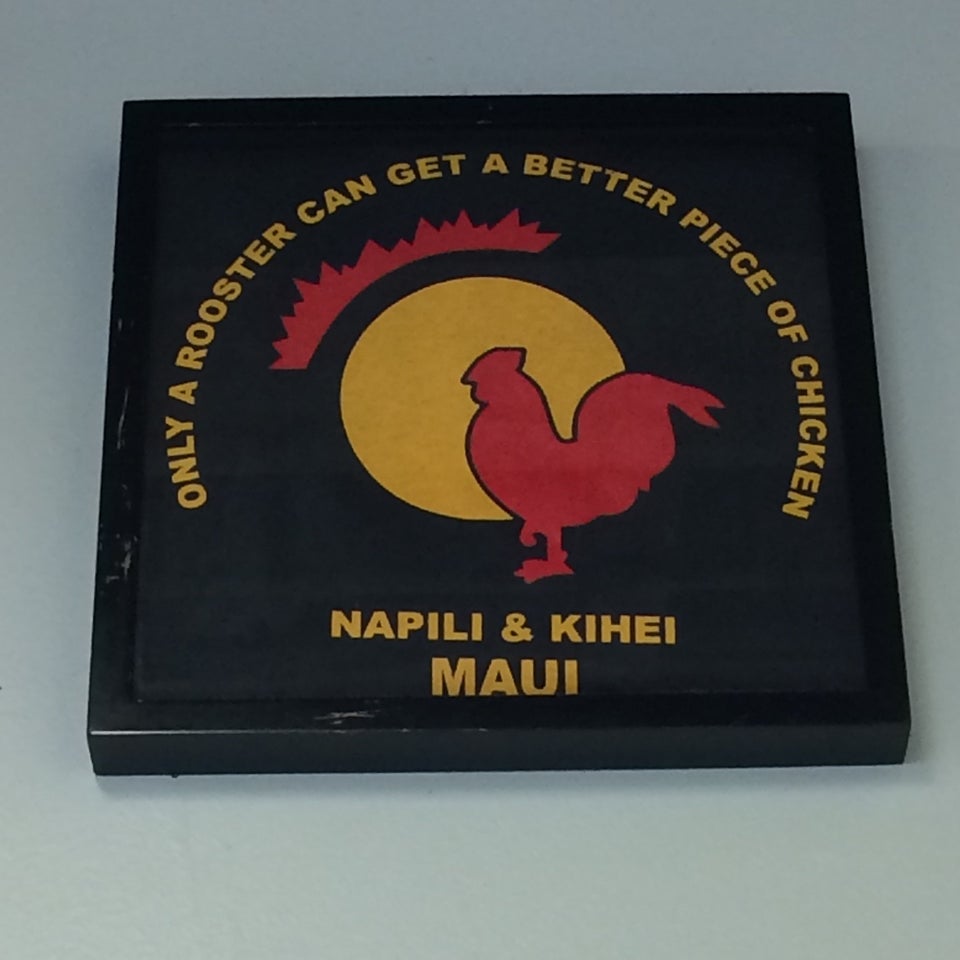 ONLY A ROOSTER CAN GET A BETTER PIECE OF CHICKEN
NAPILI & KIHEI
MAUI